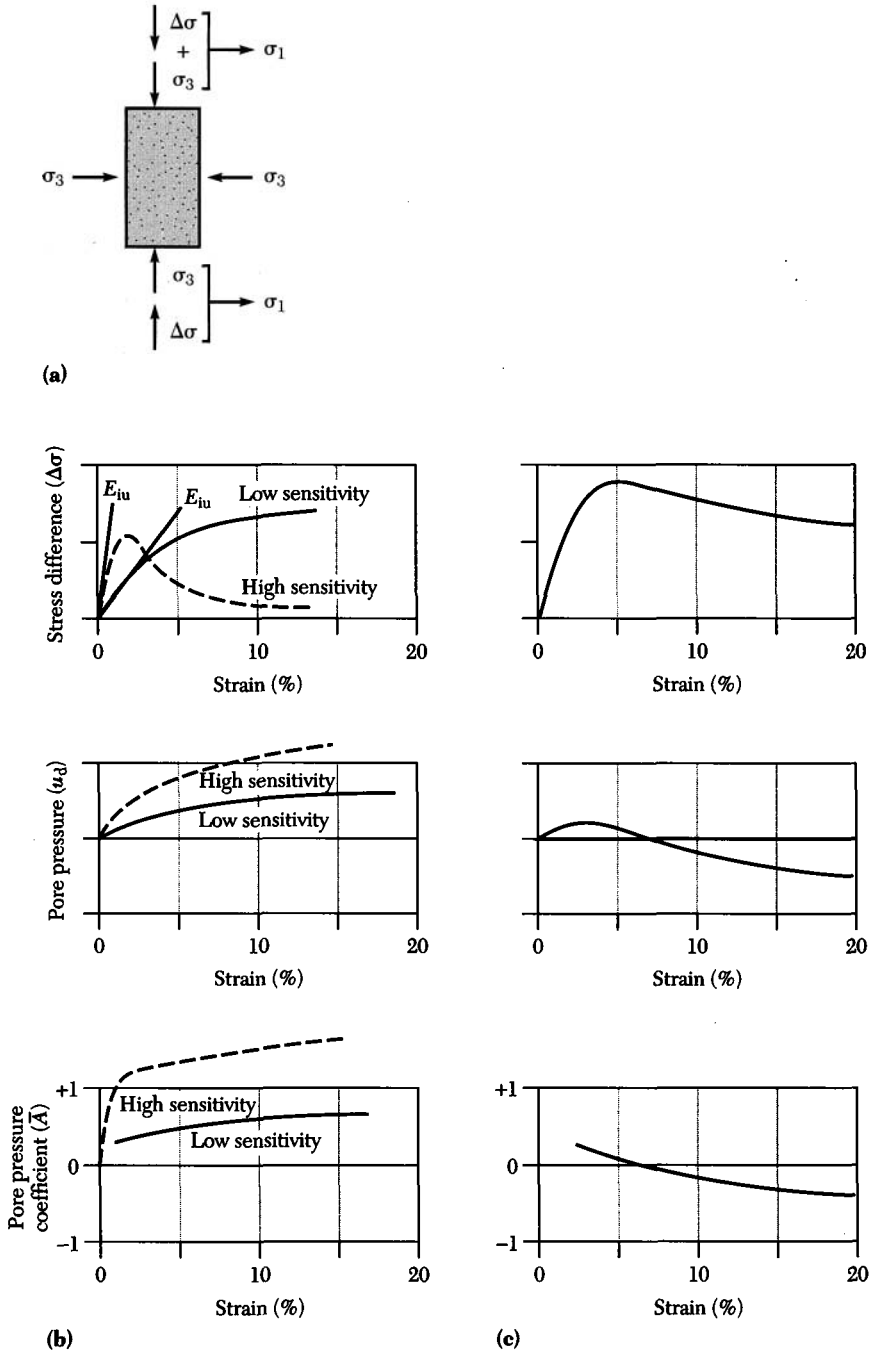 Δσ
+
σ3
σ1
σ3
σ3
σ3
σ1
Δσ
(a)
Stress difference (Δσ)
Eiu
Eiu
Low sensitivity
High sensitivity
0
10
20
Strain (%)
0
10
20
Strain (%)
Pore pressure (ud)
High sensitivity
Low sensitivity
0
10
20
Strain (%)
0
10
20
Strain (%)
Pore pressure
coefficient (A̅)
+1
0
−1
High sensitivity
Low sensitivity
0
10
20
Strain (%)
+1
0
−1
0
10
20
Strain (%)
(b)
(c)